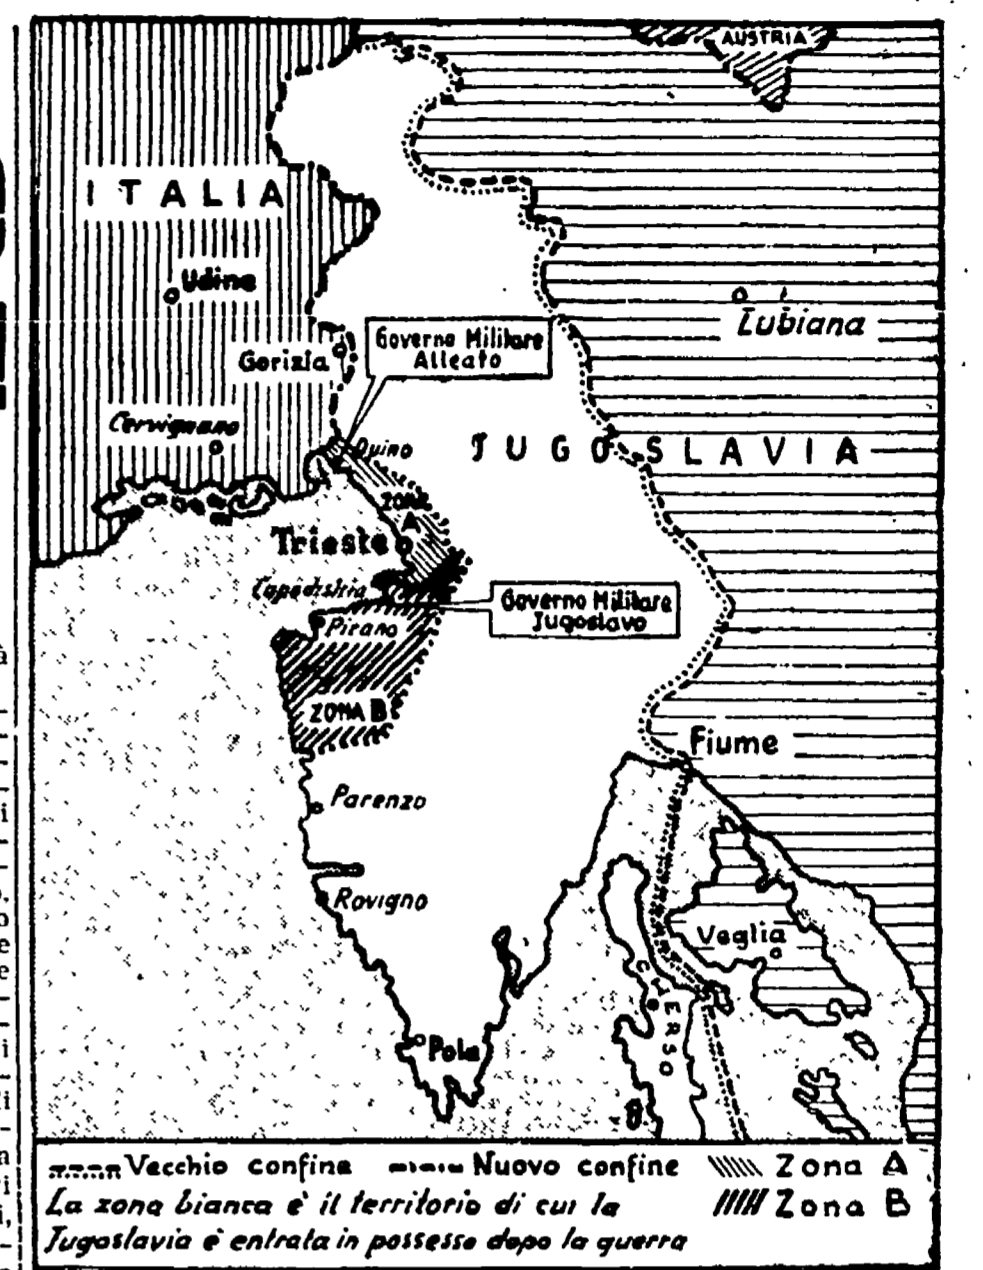 AUSTRIA
ITALIA
Udine
Lubiana
Governo Militare
Alleato
Gorizia
Cervignano
Duino
JUGOSLAVIA
ZONA
A
Trieste
Capodistria
Governo Militare
Jugoslavo
Pirano
ZONA B
Fiume
Parenzo
Rovigno
Veglia
CHERSO
Pola
Vecchio confine
Nuovo confine
Zona A
La zona bianca è il territorio di cui la
Zona B
Jugoslavia è entrata in possesso dopo la guerra